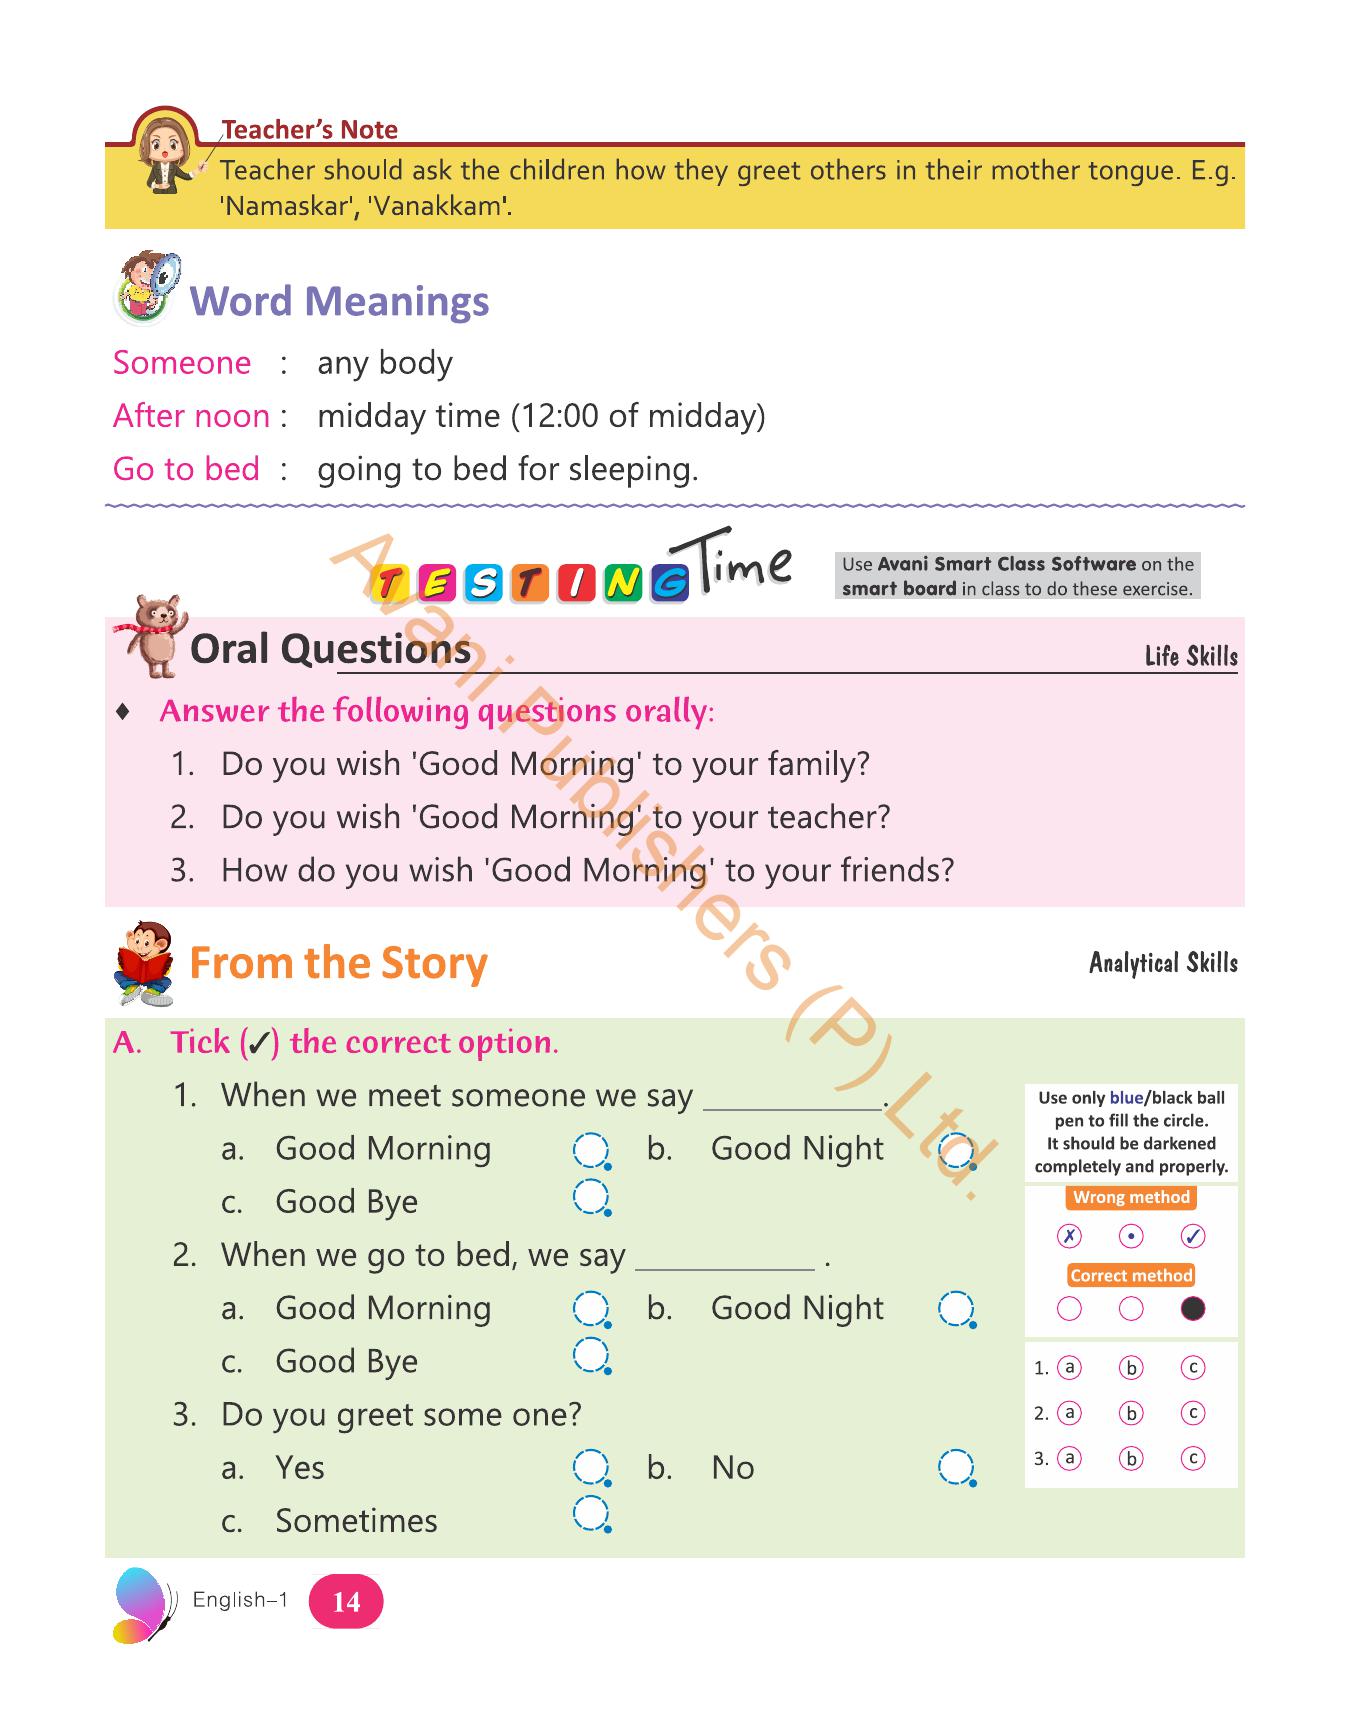 Teacher's Note
Teacher should ask the children how they greet others in their mother tongue. E.g.
'Namaskar', 'Vanakkam'.
Word Meanings
Someone : any body
After noon : midday time (12:00 of midday)
Go to bed : going to bed for sleeping.
TESTING Time
Use Avani Smart Class Software on the
smart board in class to do these exercise.
Oral Questions
Life Skills
♦ Answer the following questions orally:
1. Do you wish 'Good Morning' to your family?
2. Do you wish 'Good Morning' to your teacher?
3. How do you wish 'Good Morning' to your friends?
From the Story
Analytical Skills
A. Tick (✓) the correct option.
1. When we meet someone we say ___________.
a. Good Morning b. Good Night
c. Good Bye
2. When we go to bed, we say ___________ .
a. Good Morning b. Good Night
c. Good Bye
3. Do you greet some one?
a. Yes b. No
c. Sometimes
Use only blue/black ball
pen to fill the circle.
It should be darkened
completely and properly.
Wrong method
✗ • ✓
Correct method
1. a b c
2. a b c
3. a b c
English–1 14
Avani Publishers (P) Ltd.